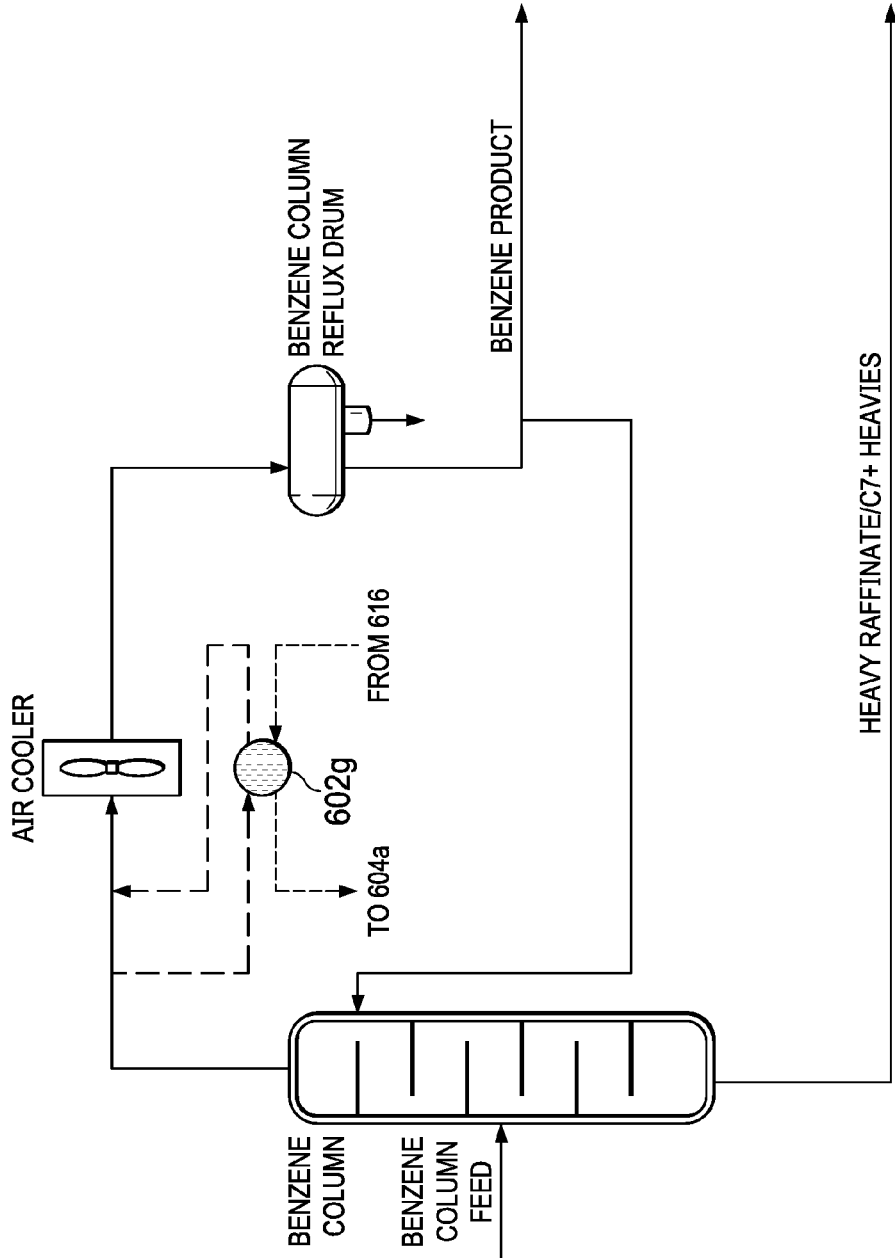 AIR COOLER
602g
FROM 616
TO 604a
BENZENE COLUMN
REFLUX DRUM
BENZENE
COLUMN
BENZENE
COLUMN
FEED
BENZENE PRODUCT
HEAVY RAFFINATE/C7+ HEAVIES